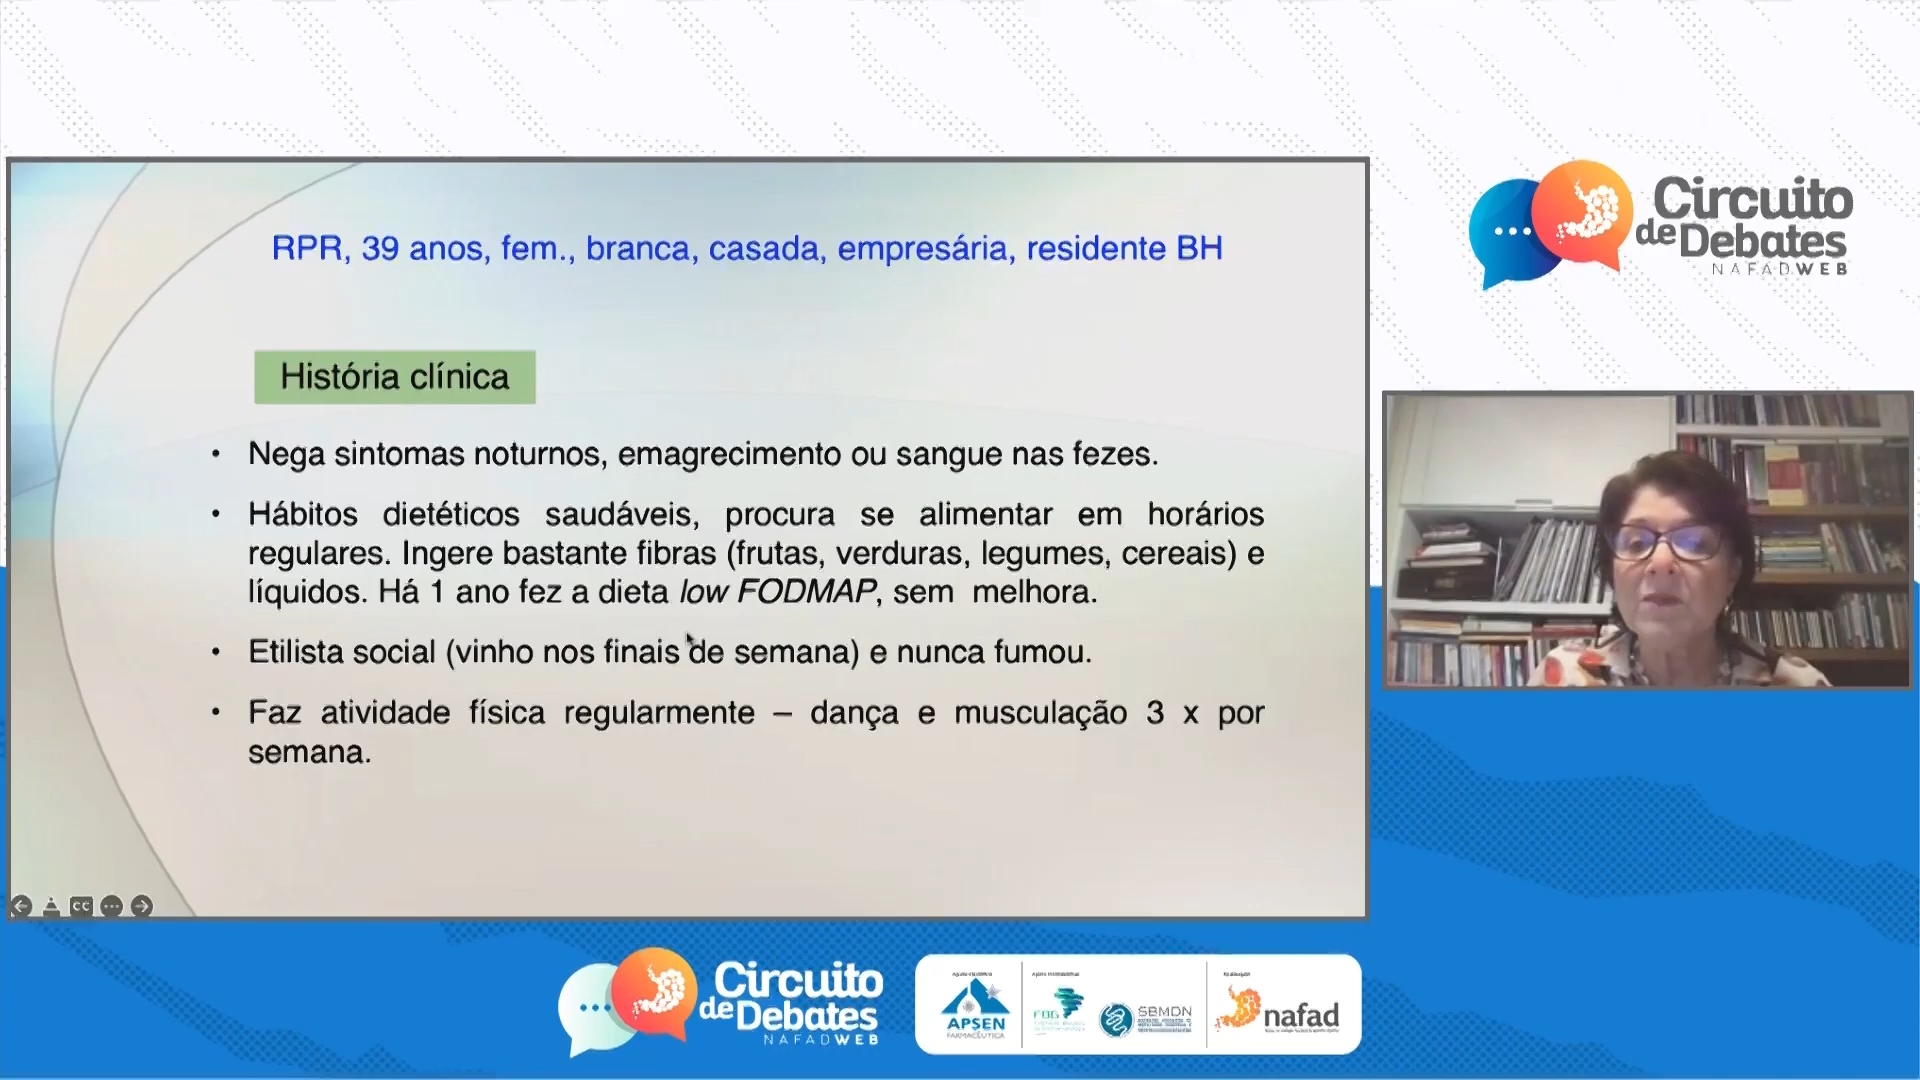 RPR, 39 anos, fem., branca, casada, empresária, residente BH
História clínica
• Nega sintomas noturnos, emagrecimento ou sangue nas fezes.
• Hábitos dietéticos saudáveis, procura se alimentar em horários
regulares. Ingere bastante fibras (frutas, verduras, legumes, cereais) e
líquidos. Há 1 ano fez a dieta low FODMAP, sem melhora.
• Etilista social (vinho nos finais de semana) e nunca fumou.
• Faz atividade física regularmente – dança e musculação 3 x por
semana.
CC
Circuito
de Debates
NAFADWEB
Circuito
de Debates
NAFADWEB
APSEN
FARMACÊUTICA
FBG
SBMDN
nafad